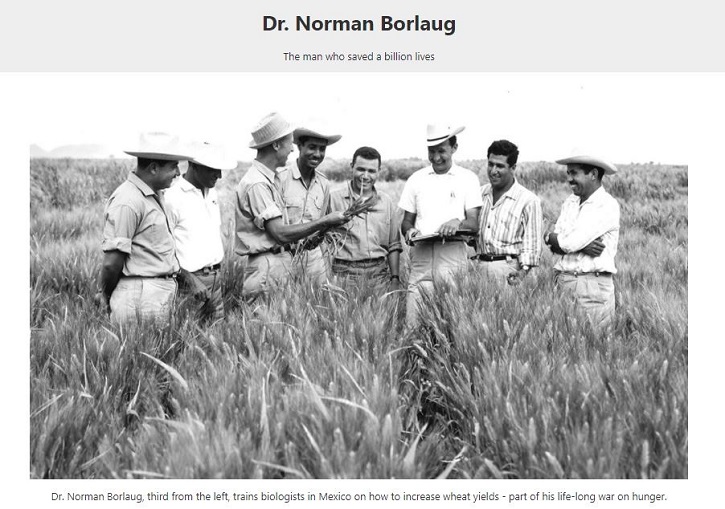 Dr. Norman Borlaug
The man who saved a billion lives
Dr. Norman Borlaug, third from the left, trains biologists in Mexico on how to increase wheat yields - part of his life-long war on hunger.